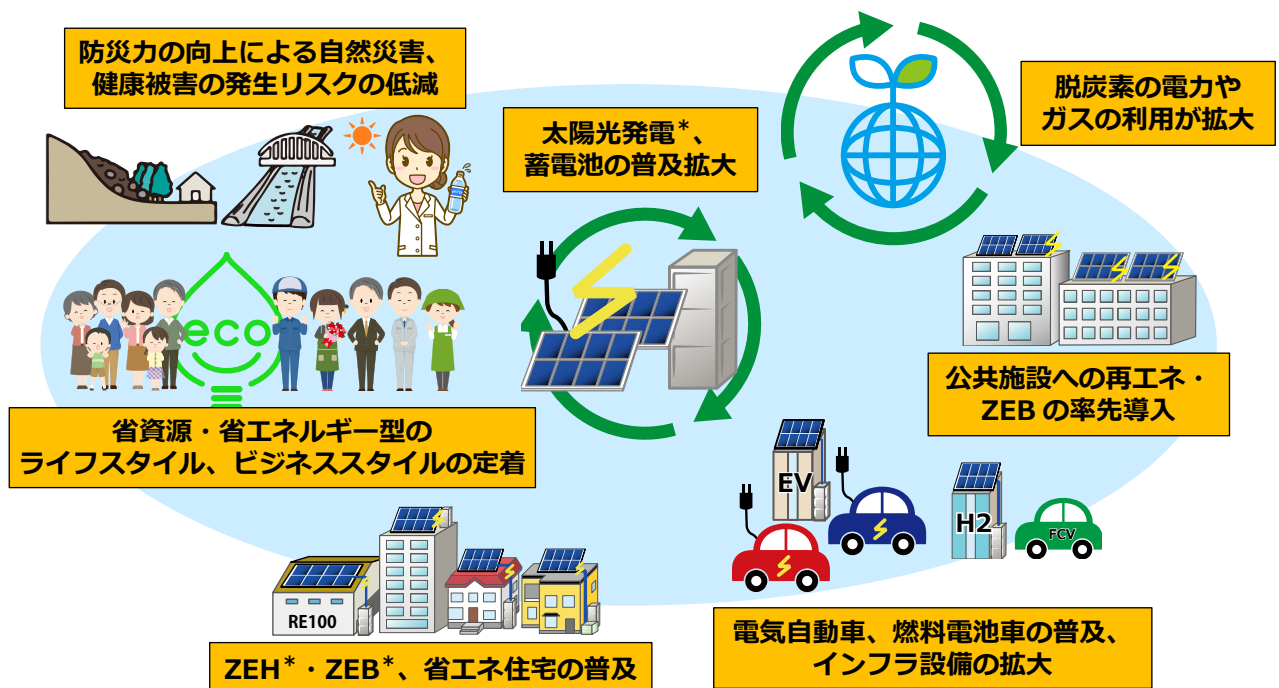 防災力の向上による自然災害、
健康被害の発生リスクの低減
太陽光発電*、
蓄電池の普及拡大
脱炭素の電力や
ガスの利用が拡大
eco
省資源・省エネルギー型の
ライフスタイル、ビジネススタイルの定着
公共施設への再エネ・
ZEB の率先導入
EV
H2
FCV
RE100
ZEH*・ZEB*、省エネ住宅の普及
電気自動車、燃料電池車の普及、
インフラ設備の拡大